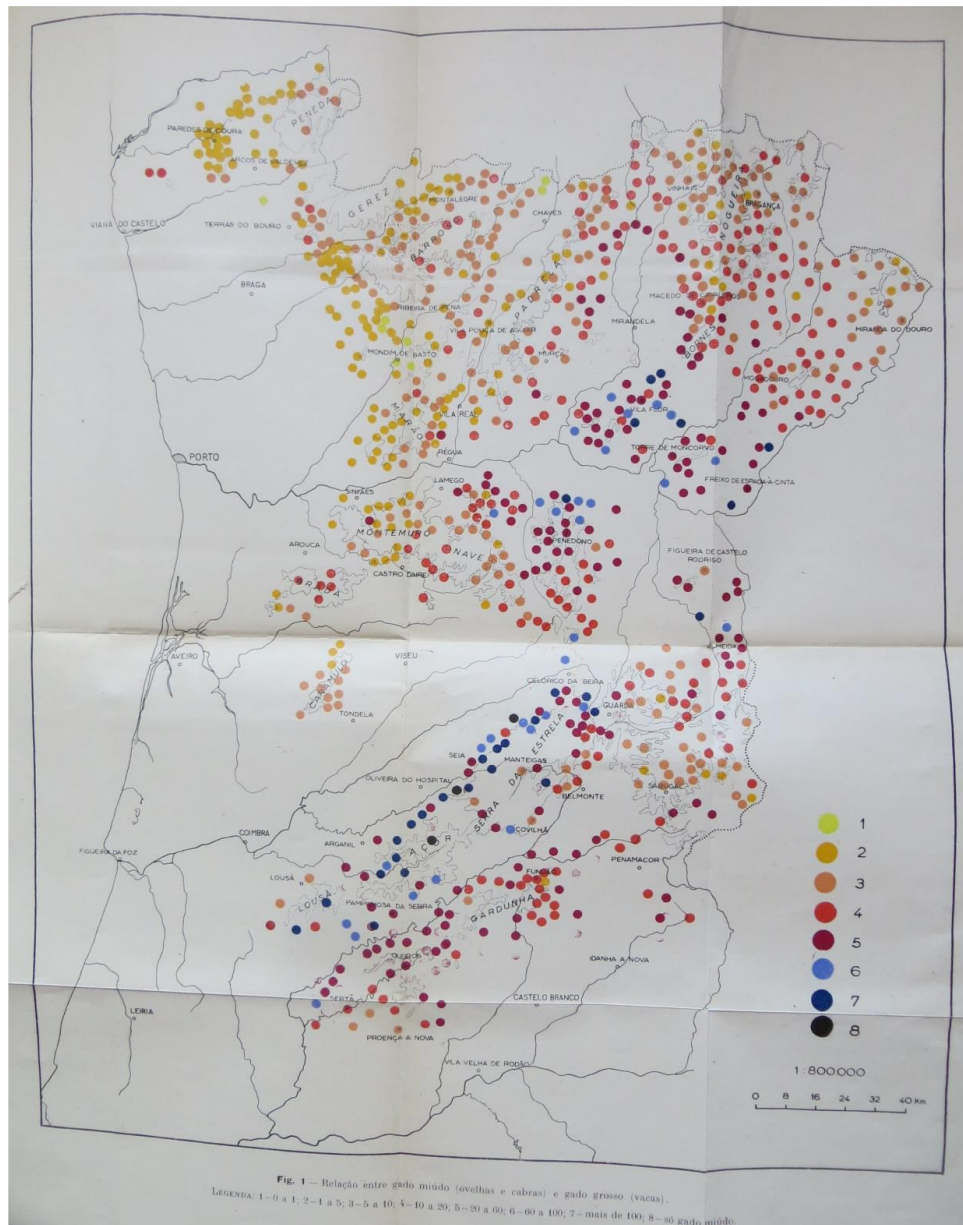 PENEDA
PAREDES DE COURA
ARCOS DE VALDEVEZ
VIANA DO CASTELO
TERRAS DO BOURO
GEREZ
MONTALEGRE
BARROSO
CHAVES
VINHAIS
NOGUEIRA
BRAGANÇA
BRAGA
RIBEIRA DE PENA
PADRELA
VILA POUCA DE AGUIAR
MACEDO DE CAVALEIROS
MIRANDELA
BORNES
MIRANDA DO DOURO
MONDIM DE BASTO
MURÇA
MOGADOURO
MARÃO
VILA REAL
VILA FLOR
RÉGUA
TORRE DE MONCORVO
PORTO
FREIXO DE ESPADA-À-CINTA
LAMEGO
SINFÃES
MONTEMURO
AROUCA
NAVE
PENEDONO
CASTRO DAIRE
FIGUEIRA DE CASTELO
RODRIGO
GRADA
ALMEIDA
AVEIRO
VISEU
CARAMULO
TONDELA
CELORICO DA BEIRA
GUARDA
SEIA
MANTEIGAS
SERRA DA ESTRELA
OLIVEIRA DO HOSPITAL
BELMONTE
SABUGAL
COIMBRA
ARGANIL
AÇOR
COVILHÃ
FIGUEIRA DA FOZ
PENAMACOR
LOUSÃ
LOUSÃ
FUNDÃO
PAMPILHOSA DA SERRA
GARDUNHA
OLEIROS
IDANHA A NOVA
SERTÃ
CASTELO BRANCO
LEIRIA
PROENÇA A NOVA
VILA VELHA DE RODÃO
1
2
3
4
5
6
7
8
1:800.000
0 8 16 24 32 40 Km
Fig. 1 — Relação entre gado miúdo (ovelhas e cabras) e gado grosso (vacas).
LEGENDA: 1–0 a 1; 2–1 a 5; 3–5 a 10; 4–10 a 20; 5–20 a 60; 6–60 a 100; 7–mais de 100; 8–só gado miúdo.